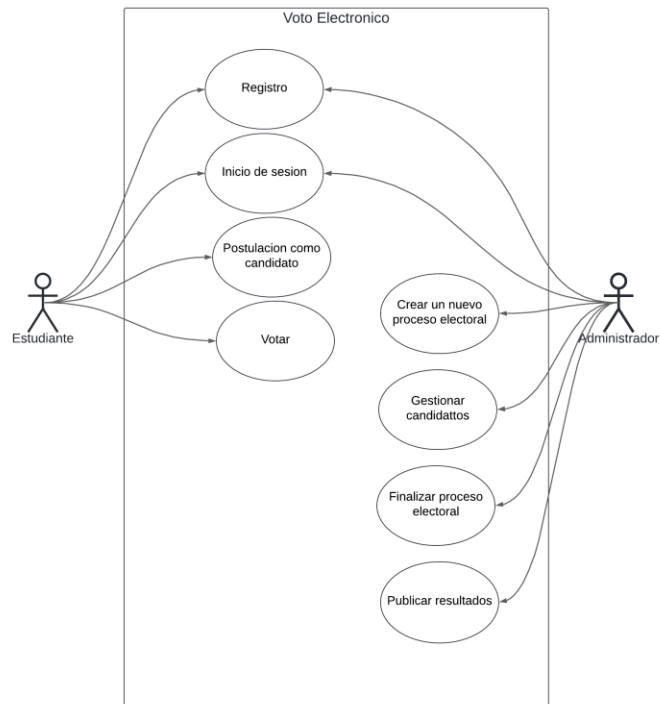 Voto Electronico
Registro
Inicio de sesion
Postulacion como
candidato
Votar
Estudiante
Crear un nuevo
proceso electoral
Administrador
Gestionar
candidattos
Finalizar proceso
electoral
Publicar resultados